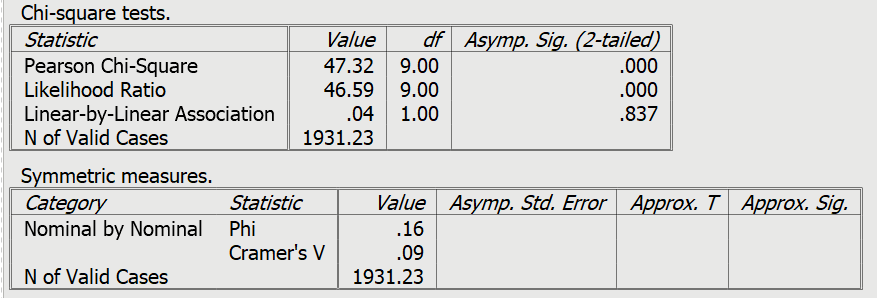 Chi-square tests.
Statistic Value df Asymp. Sig. (2-tailed)
Pearson Chi-Square 47.32 9.00 .000
Likelihood Ratio 46.59 9.00 .000
Linear-by-Linear Association .04 1.00 .837
N of Valid Cases 1931.23
Symmetric measures.
Category Statistic Value Asymp. Std. Error Approx. T Approx. Sig.
Nominal by Nominal Phi .16
Cramer's V .09
N of Valid Cases 1931.23